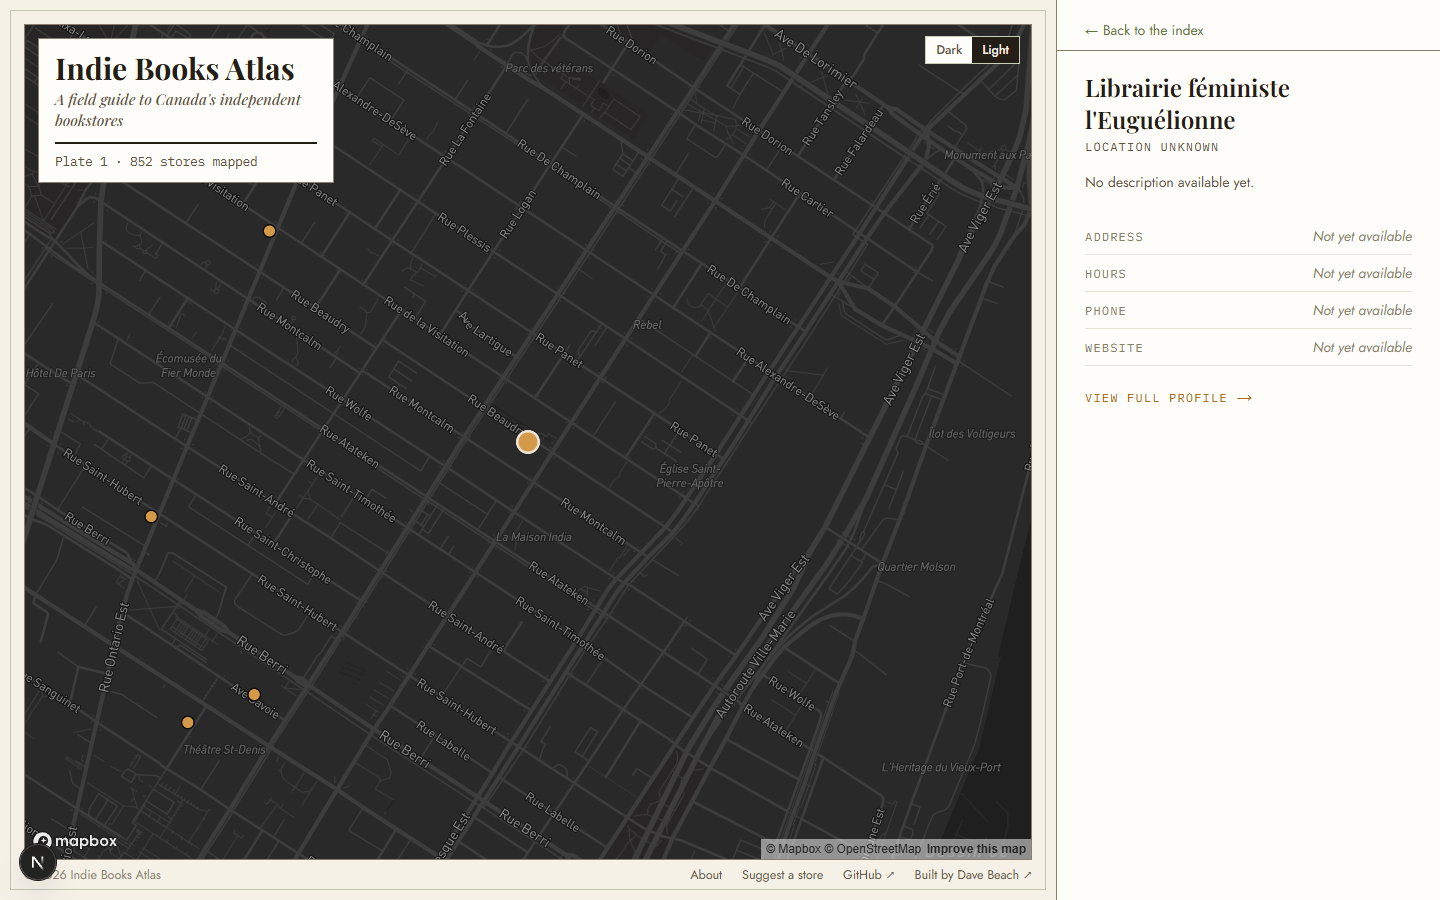 Indie Books Atlas
A field guide to Canada's independent
bookstores
Plate 1 · 852 stores mapped
Dark Light
← Back to the index
Librairie féministe
l'Euguélionne
LOCATION UNKNOWN
No description available yet.
ADDRESS Not yet available
HOURS Not yet available
PHONE Not yet available
WEBSITE Not yet available
VIEW FULL PROFILE →
Parc des vétérans
Rue Dorion
Ave De Lorimier
Champlain
Alexandre-DeSève
Rue La Fontaine
Rue De Champlain
Rue Dorion
Rue Tansley
Rue Falardeau
Monument aux Pa
Rue Cartier
Rue Érié
Ave Viger Est
Visitation
e Panet
Rue Logan
Rue Plessis
Rue De Champlain
Rue Beaudry
Rue Montcalm
Rue de la Visitation
Ave Lartigue
Rue Panet
Rebel
Rue Alexandre-DeSève
Ave Viger Est
Écomusée du
Fier Monde
Hôtel De Paris
Rue Wolfe
Rue Montcalm
Rue Beaudr
Rue Panet
Îlot des Voltigeurs
Rue Atateken
Rue Saint-Timothée
Église Saint-
Pierre-Apôtre
Rue Saint-Hubert
Rue Saint-André
Rue Berri
Rue Saint-Christophe
Rue Montcalm
La Maison India
Rue Saint-Hubert
Rue Atateken
Rue Saint-Timothée
Ave Viger Est
Quartier Molson
Rue Saint-André
Rue Ontario Est
Rue Berri
Autoroute Ville-Marie
Rue Port-de-Montréal
e Sanguinet
Ave Savoie
Rue Saint-Hubert
Rue Wolfe
Rue Atateken
Théâtre St-Denis
Rue Labelle
Rue Berri
L'Heritage du Vieux-Port
Rue Labelle
Rue Berri
esque Est
mapbox
© Mapbox © OpenStreetMap Improve this map
N
26 Indie Books Atlas
About Suggest a store GitHub ↗ Built by Dave Beach ↗